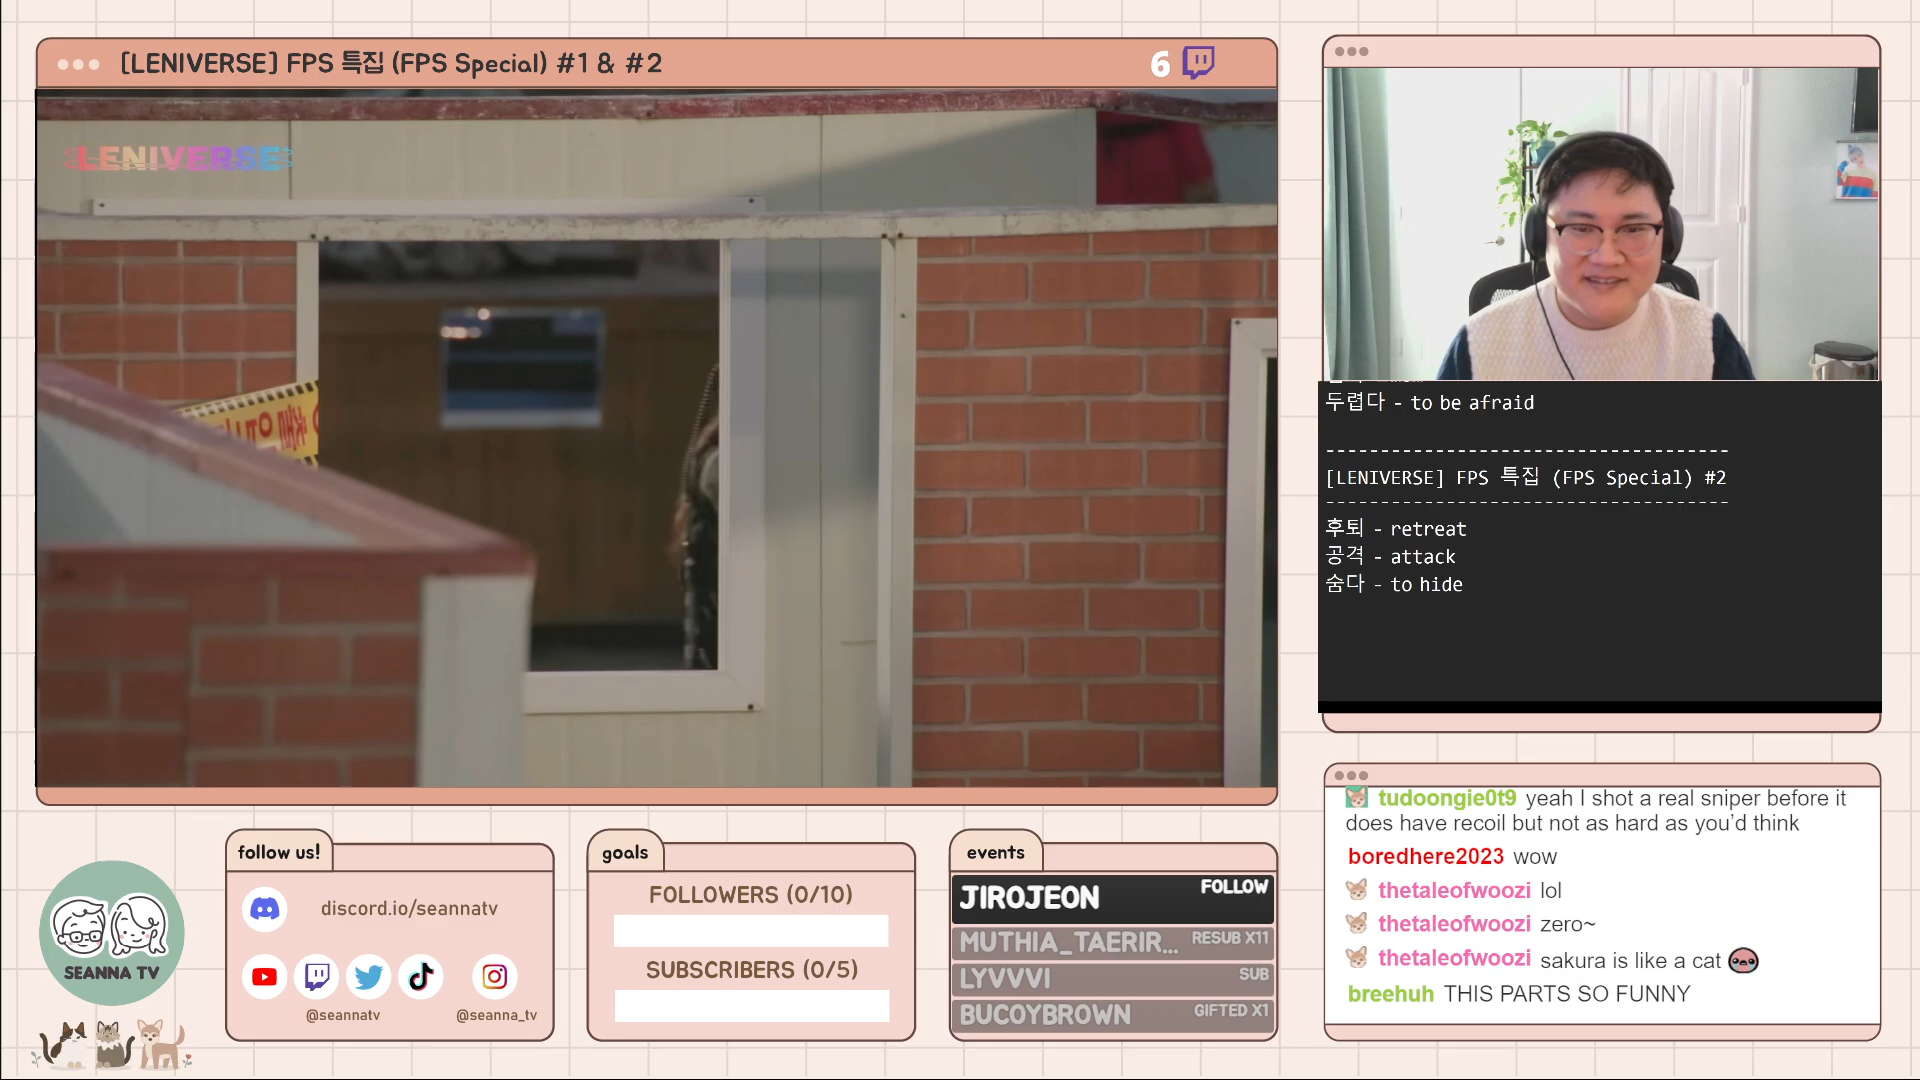 [LENIVERSE] FPS 특집 (FPS Special) #1 & #2
6
LENIVERSE
두렵다 - to be afraid
-------------------------------------
[LENIVERSE] FPS 특집 (FPS Special) #2
-------------------------------------
후퇴 - retreat
공격 - attack
숨다 - to hide
tudoongie0t9 yeah I shot a real sniper before it
does have recoil but not as hard as you'd think
boredhere2023 wow
thetaleofwoozi lol
thetaleofwoozi zero~
thetaleofwoozi sakura is like a cat
breehuh THIS PARTS SO FUNNY
SEANNA TV
follow us!
discord.io/seannatv
@seannatv
@seanna_tv
goals
FOLLOWERS (0/10)
SUBSCRIBERS (0/5)
events
JIROJEON FOLLOW
MUTHIA_TAERIR... RESUB X11
LYVVVI SUB
BUCOYBROWN GIFTED X1